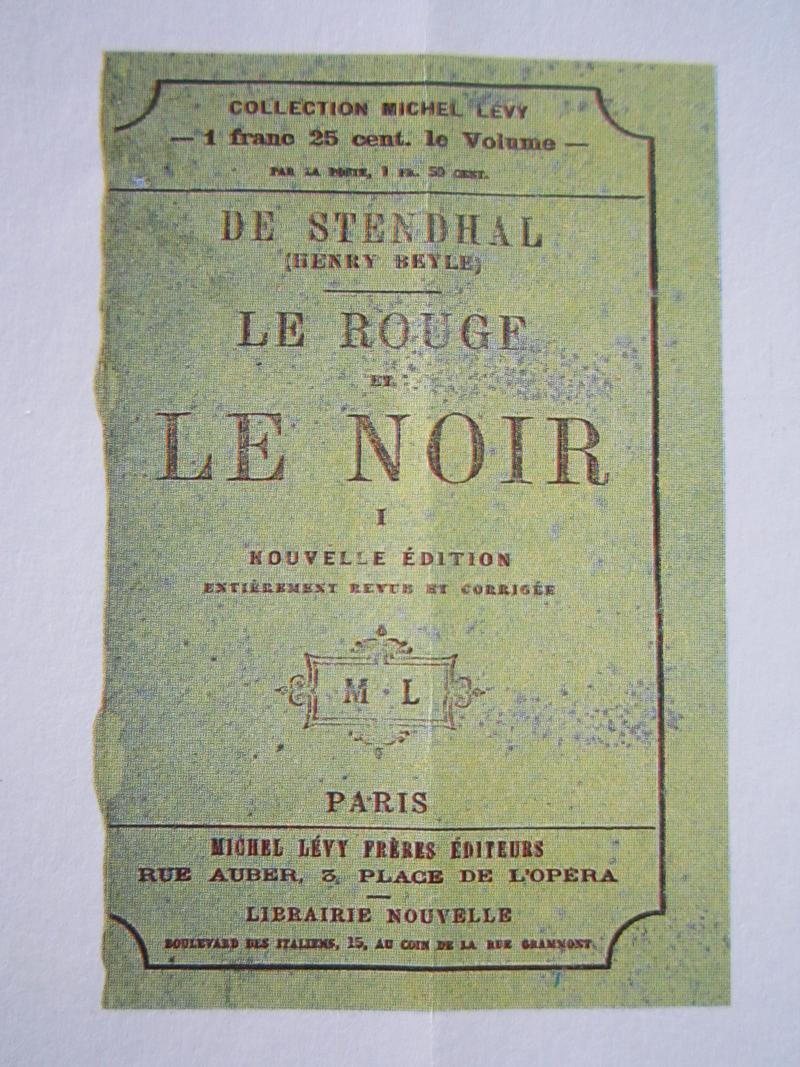 COLLECTION MICHEL LÉVY
— 1 franc 25 cent. le Volume —
PAR LA POSTE, 1 FR. 50 CENT.
DE STENDHAL
(HENRY BEYLE)
LE ROUGE
ET
LE NOIR
I
NOUVELLE ÉDITION
ENTIÈREMENT REVUE ET CORRIGÉE
M · L
PARIS
MICHEL LÉVY FRÈRES ÉDITEURS
RUE AUBER, 3, PLACE DE L'OPÉRA
LIBRAIRIE NOUVELLE
BOULEVARD DES ITALIENS, 15, AU COIN DE LA RUE GRAMMONT